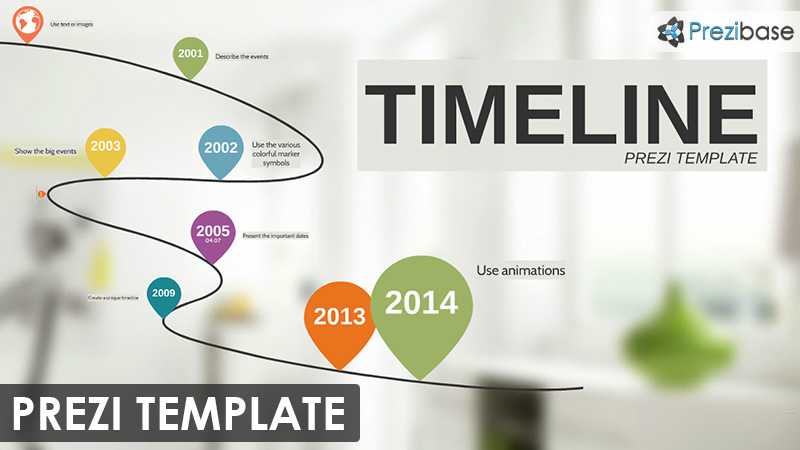 Use text or images
Prezibase
2001
Describe the events
TIMELINE
PREZI TEMPLATE
2003
Show the big events
2002
Use the various
colorful marker
symbols
2005
04.07
Present the important dates
2009
Create a unique timeline
2013
2014
Use animations
PREZI TEMPLATE